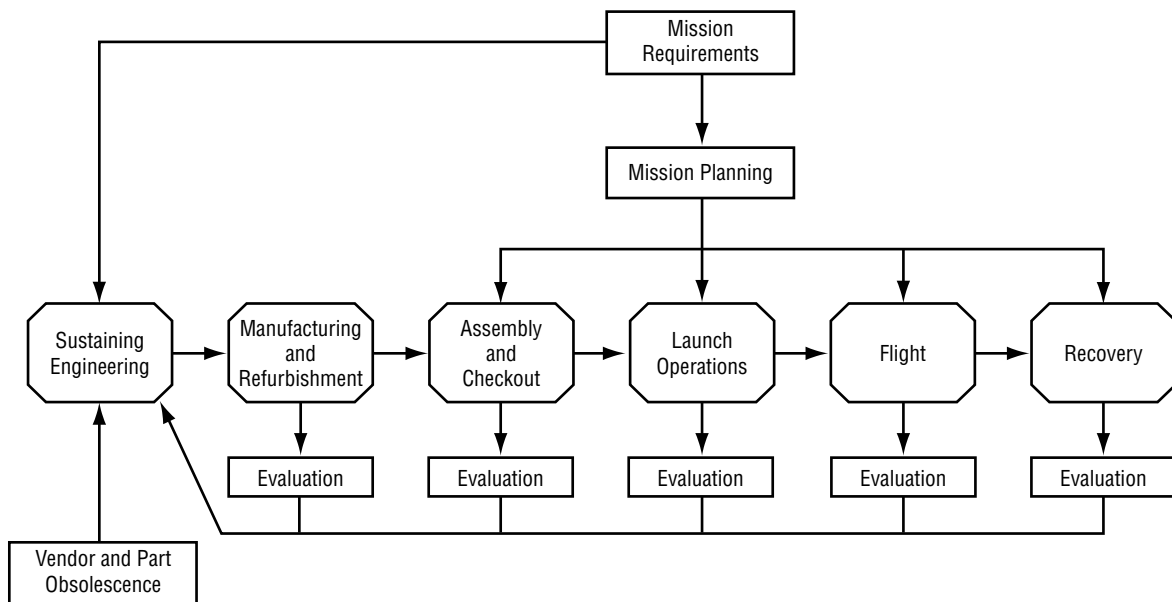 Mission
Requirements
Mission Planning
Sustaining
Engineering
Manufacturing
and
Refurbishment
Assembly
and
Checkout
Launch
Operations
Flight
Recovery
Evaluation
Evaluation
Evaluation
Evaluation
Evaluation
Vendor and Part
Obsolescence